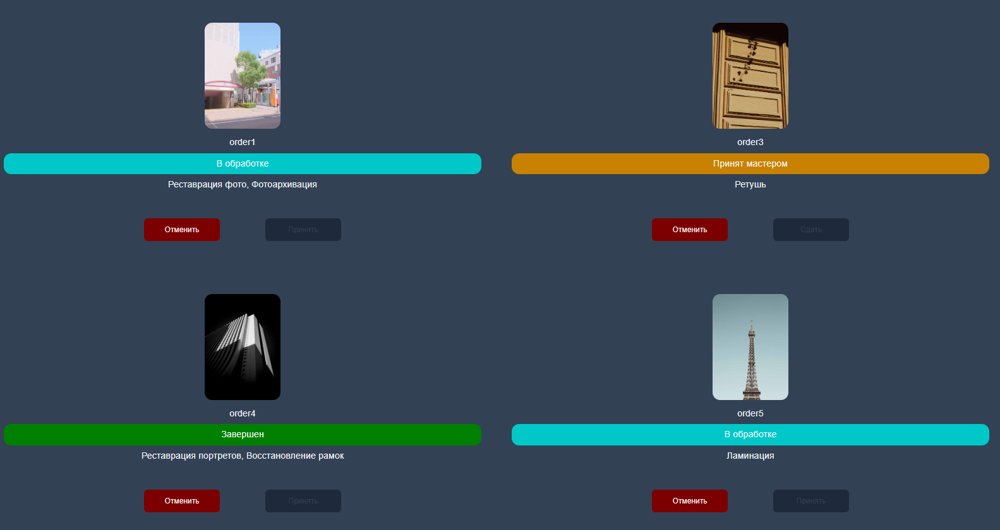 order1
В обработке
Реставрация фото, Фотоархивация
Отменить
Принять
order3
Принят мастером
Ретушь
Отменить
Сдать
order4
Завершен
Реставрация портретов, Восстановление рамок
Отменить
Принять
order5
В обработке
Ламинация
Отменить
Принять